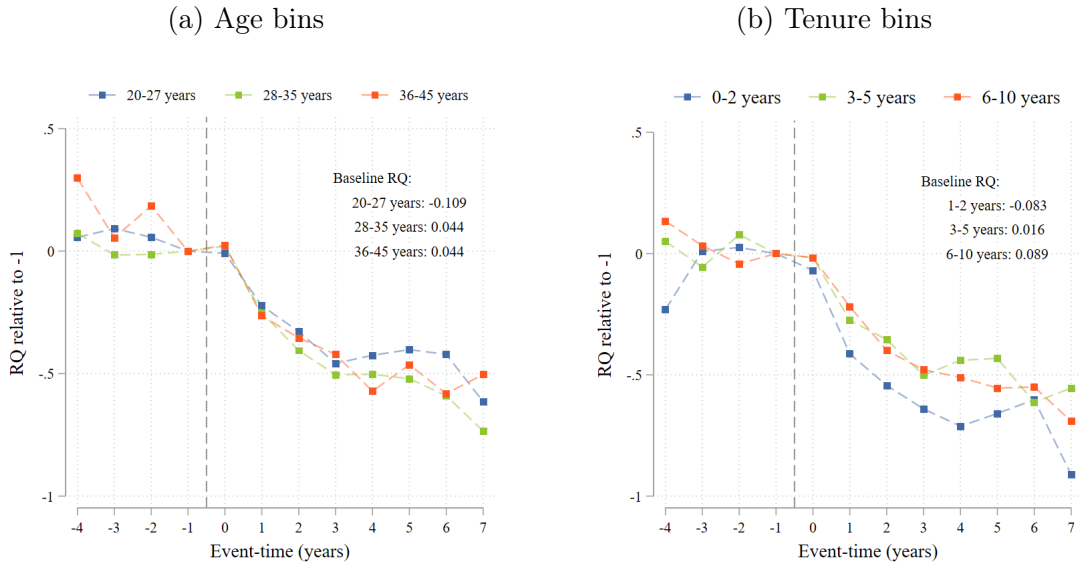 (a) Age bins
20-27 years 28-35 years 36-45 years
.5
0
-.5
-1
RQ relative to -1
Baseline RQ:
20-27 years: -0.109
28-35 years: 0.044
36-45 years: 0.044
-4 -3 -2 -1 0 1 2 3 4 5 6 7
Event-time (years)
(b) Tenure bins
0-2 years 3-5 years 6-10 years
.5
0
-.5
-1
RQ relative to -1
Baseline RQ:
1-2 years: -0.083
3-5 years: 0.016
6-10 years: 0.089
-4 -3 -2 -1 0 1 2 3 4 5 6 7
Event-time (years)